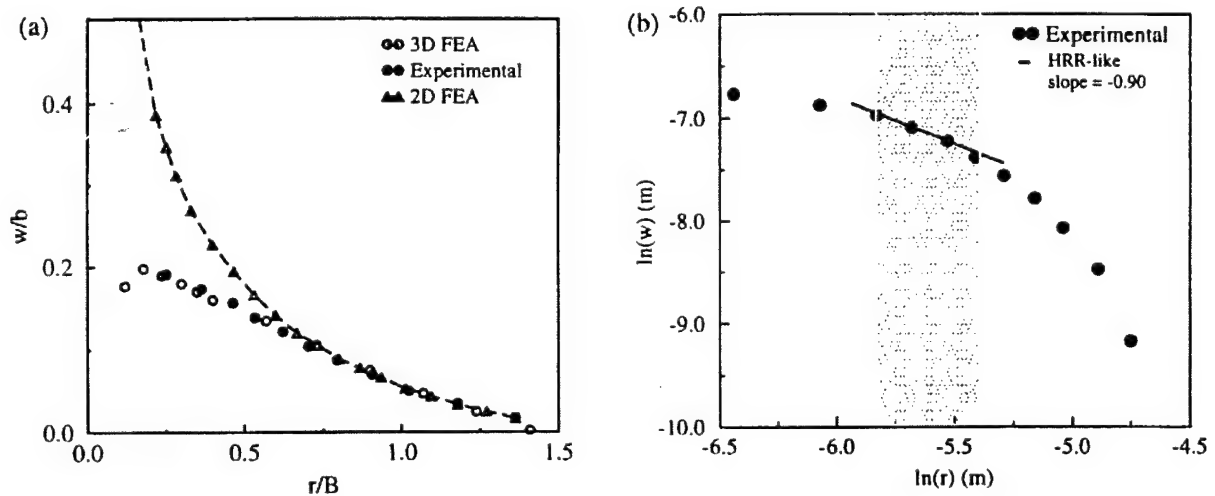 (a)
3D FEA
Experimental
2D FEA
0.4
0.2
0.0
w/b
0.0
0.5
1.0
1.5
r/B
(b)
Experimental
HRR-like
slope = -0.90
-6.0
-7.0
-8.0
-9.0
-10.0
ln(w) (m)
-6.5
-6.0
-5.5
-5.0
-4.5
ln(r) (m)